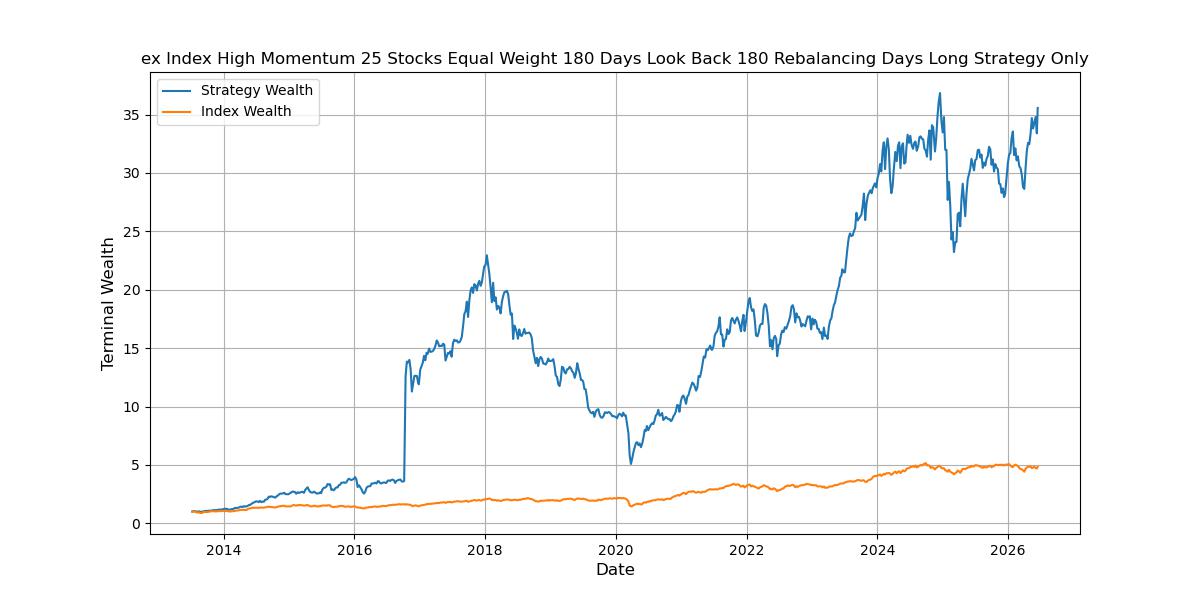 ex Index High Momentum 25 Stocks Equal Weight 180 Days Look Back 180 Rebalancing Days Long Strategy Only
Strategy Wealth
Index Wealth
Terminal Wealth
35
30
25
20
15
10
5
0
2014 2016 2018 2020 2022 2024 2026
Date